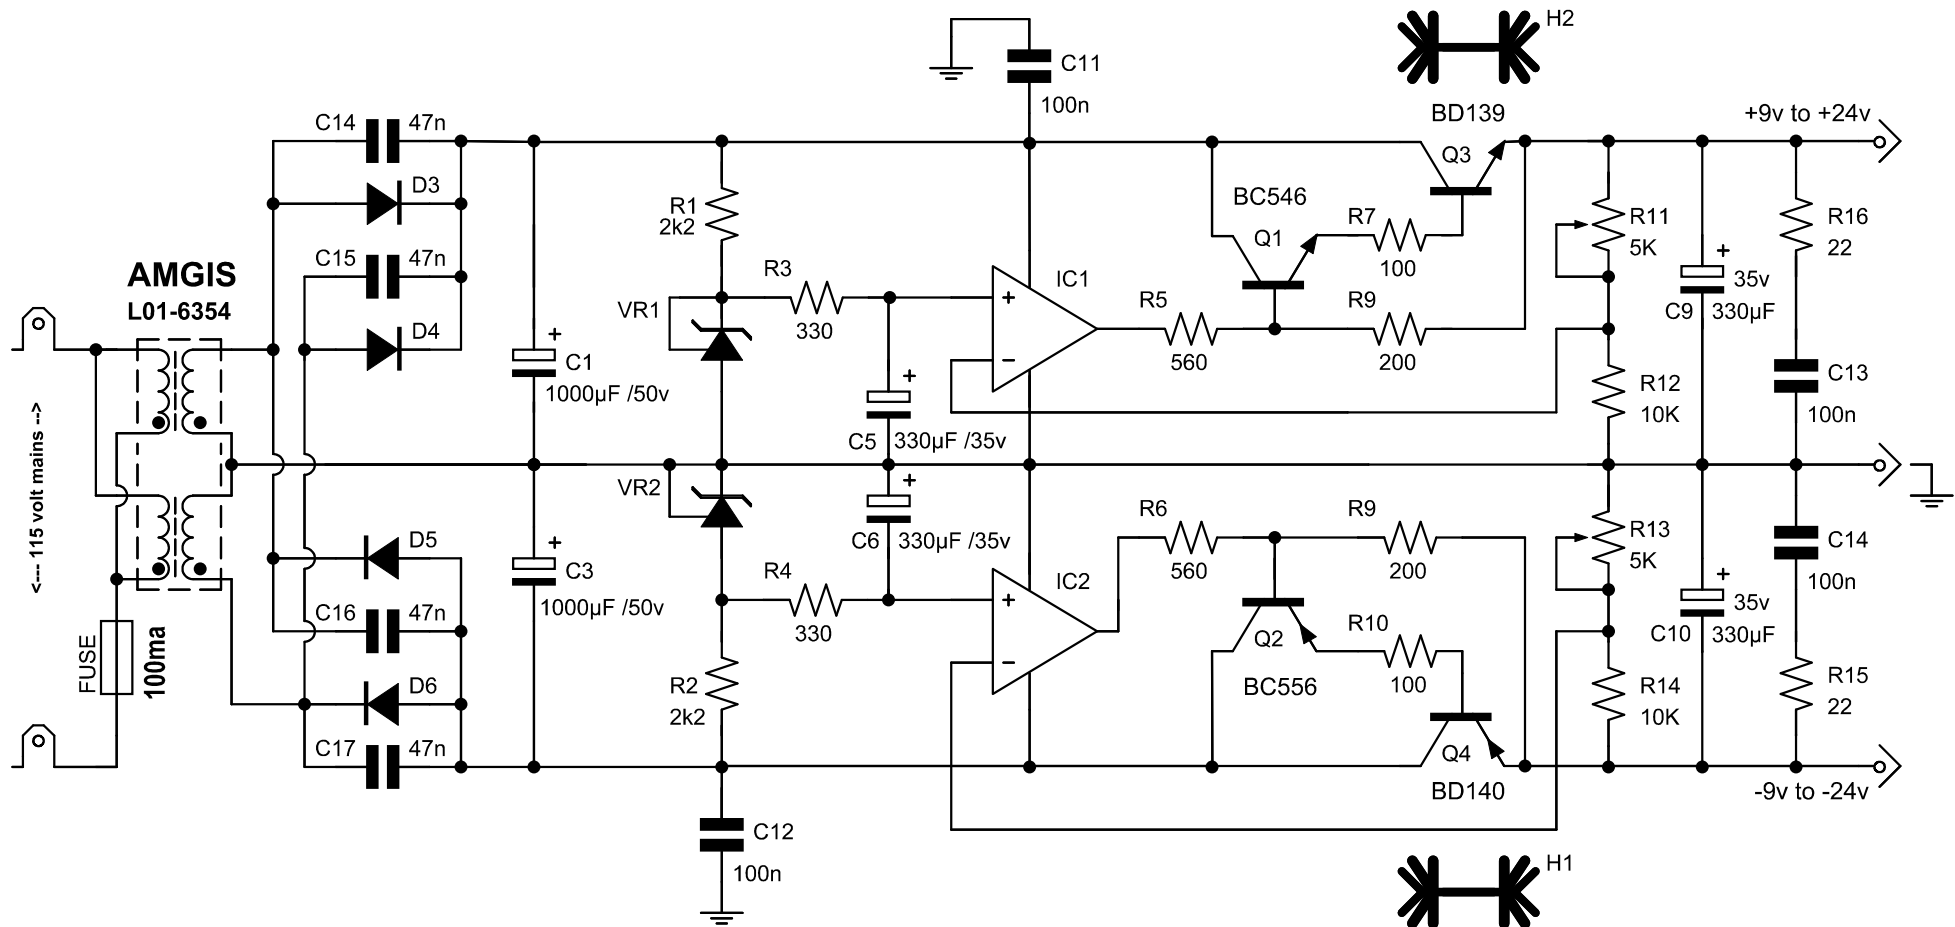 H2
C11
100n
BD139
+9v to +24v
C14 47n
Q3
D3
R1
2k2
BC546
R7
R11
5K
R16
22
Q1
100
C15 47n
AMGIS
L01-6354
R3
IC1
+
R5
R9
+
35v
C9 330µF
VR1
330
D4
−
560
200
+
C1
1000µF /50v
+
R12
10K
C13
100n
<--- 115 volt mains -->
C5 330µF /35v
VR2
+
C6 330µF /35v
R6
R9
R13
5K
C14
100n
D5
+
C3
1000µF /50v
R4
560
200
IC2
+
+
35v
C10 330µF
C16 47n
330
Q2
R10
BC556
100
−
FUSE
100ma
D6
R2
2k2
R14
10K
R15
22
C17 47n
Q4
BD140
-9v to -24v
C12
100n
H1